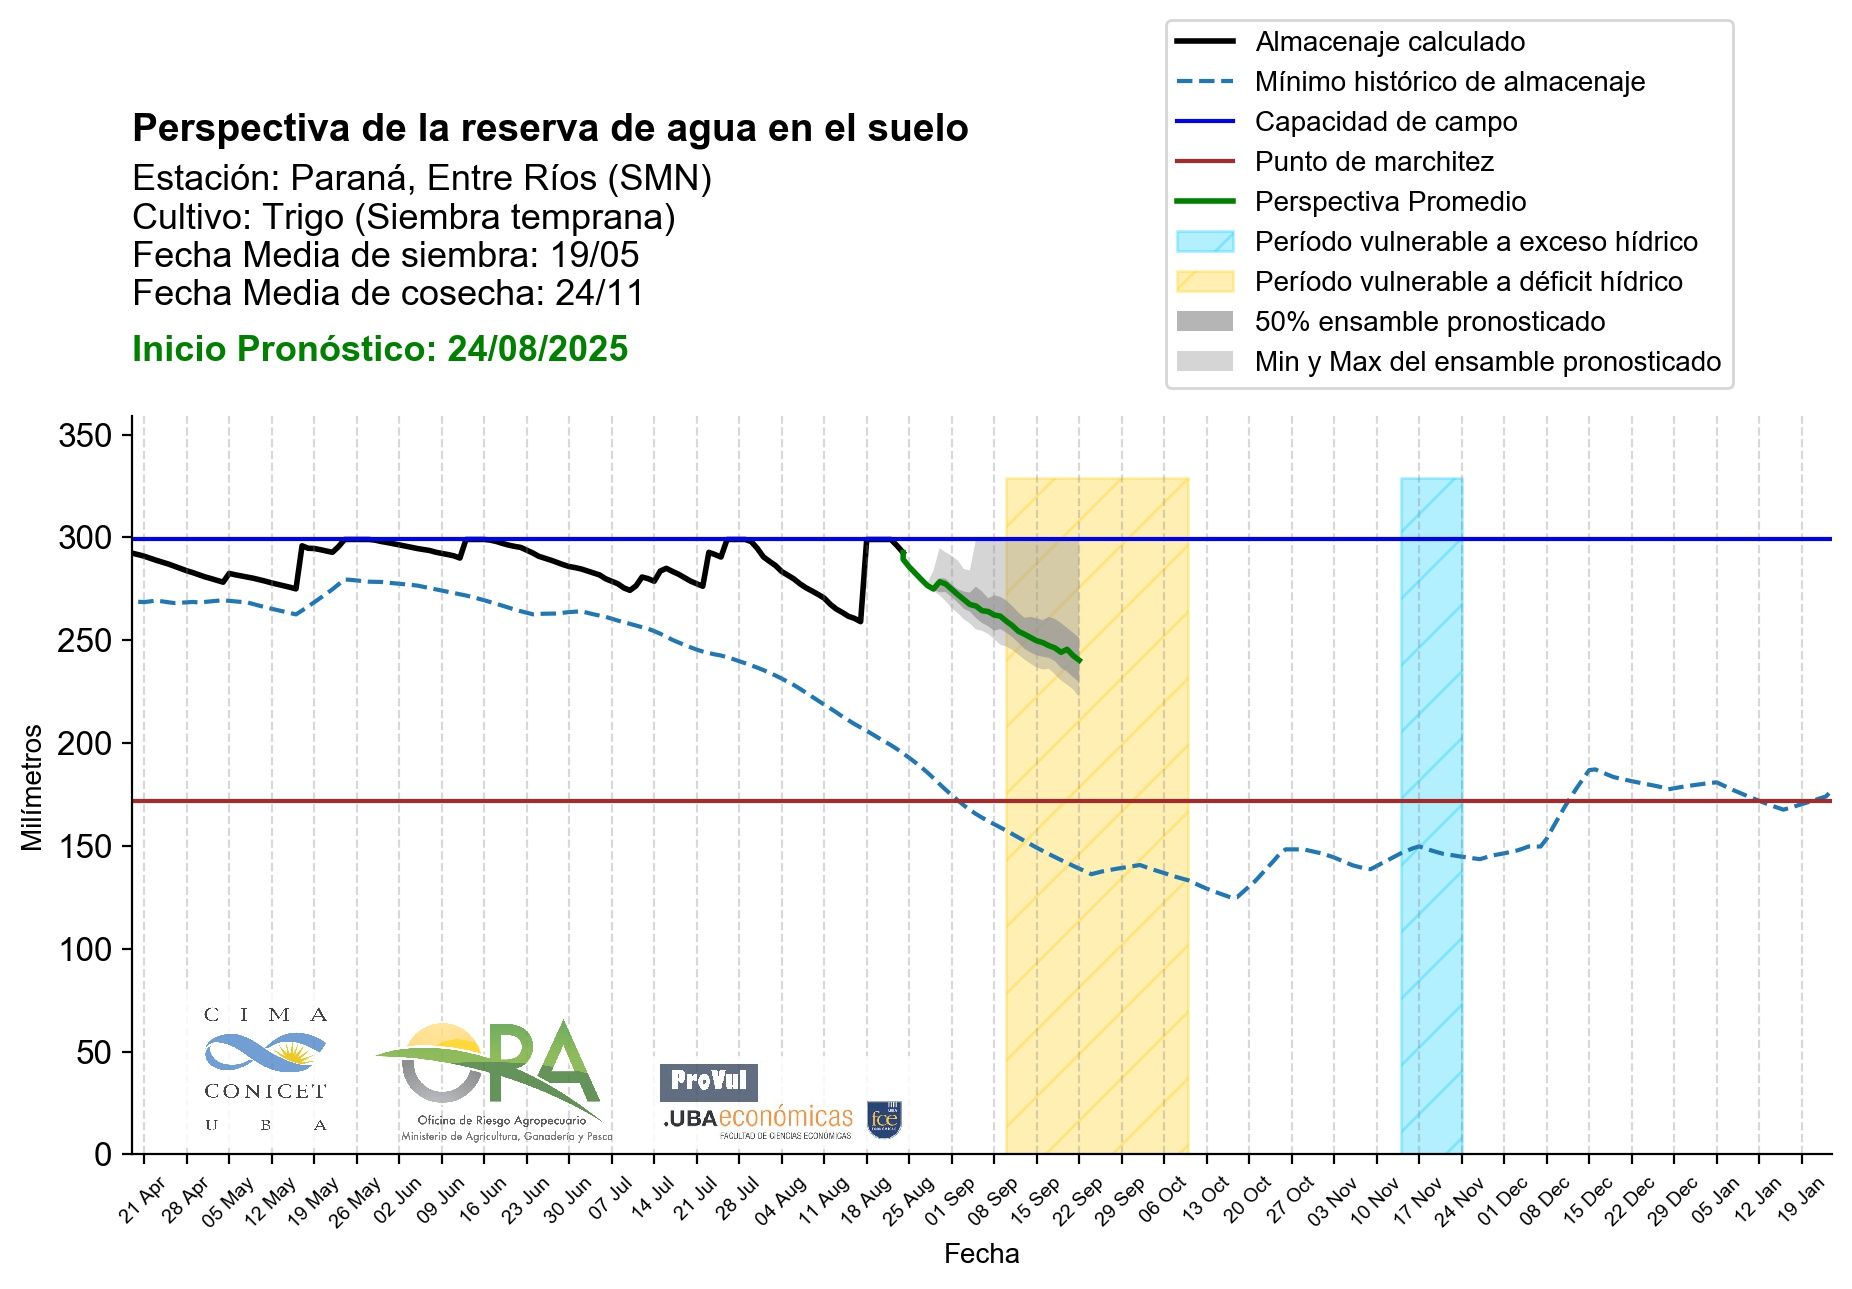 Almacenaje calculado
Mínimo histórico de almacenaje
Capacidad de campo
Punto de marchitez
Perspectiva Promedio
Período vulnerable a exceso hídrico
Período vulnerable a déficit hídrico
50% ensamble pronosticado
Min y Max del ensamble pronosticado
Perspectiva de la reserva de agua en el suelo
Estación: Paraná, Entre Ríos (SMN)
Cultivo: Trigo (Siembra temprana)
Fecha Media de siembra: 19/05
Fecha Media de cosecha: 24/11
Inicio Pronóstico: 24/08/2025
350
300
250
200
150
100
50
0
Milímetros
CIMA
CONICET
UBA
ORA
Oficina de Riesgo Agropecuario
Ministerio de Agricultura, Ganadería y Pesca
ProVul
.UBAeconómicas
FACULTAD DE CIENCIAS ECONÓMICAS
fce
21 Apr
28 Apr
05 May
12 May
19 May
26 May
02 Jun
09 Jun
16 Jun
23 Jun
30 Jun
07 Jul
14 Jul
21 Jul
28 Jul
04 Aug
11 Aug
18 Aug
25 Aug
01 Sep
08 Sep
15 Sep
22 Sep
29 Sep
06 Oct
13 Oct
20 Oct
27 Oct
03 Nov
10 Nov
17 Nov
24 Nov
01 Dec
08 Dec
15 Dec
22 Dec
29 Dec
05 Jan
12 Jan
19 Jan
Fecha